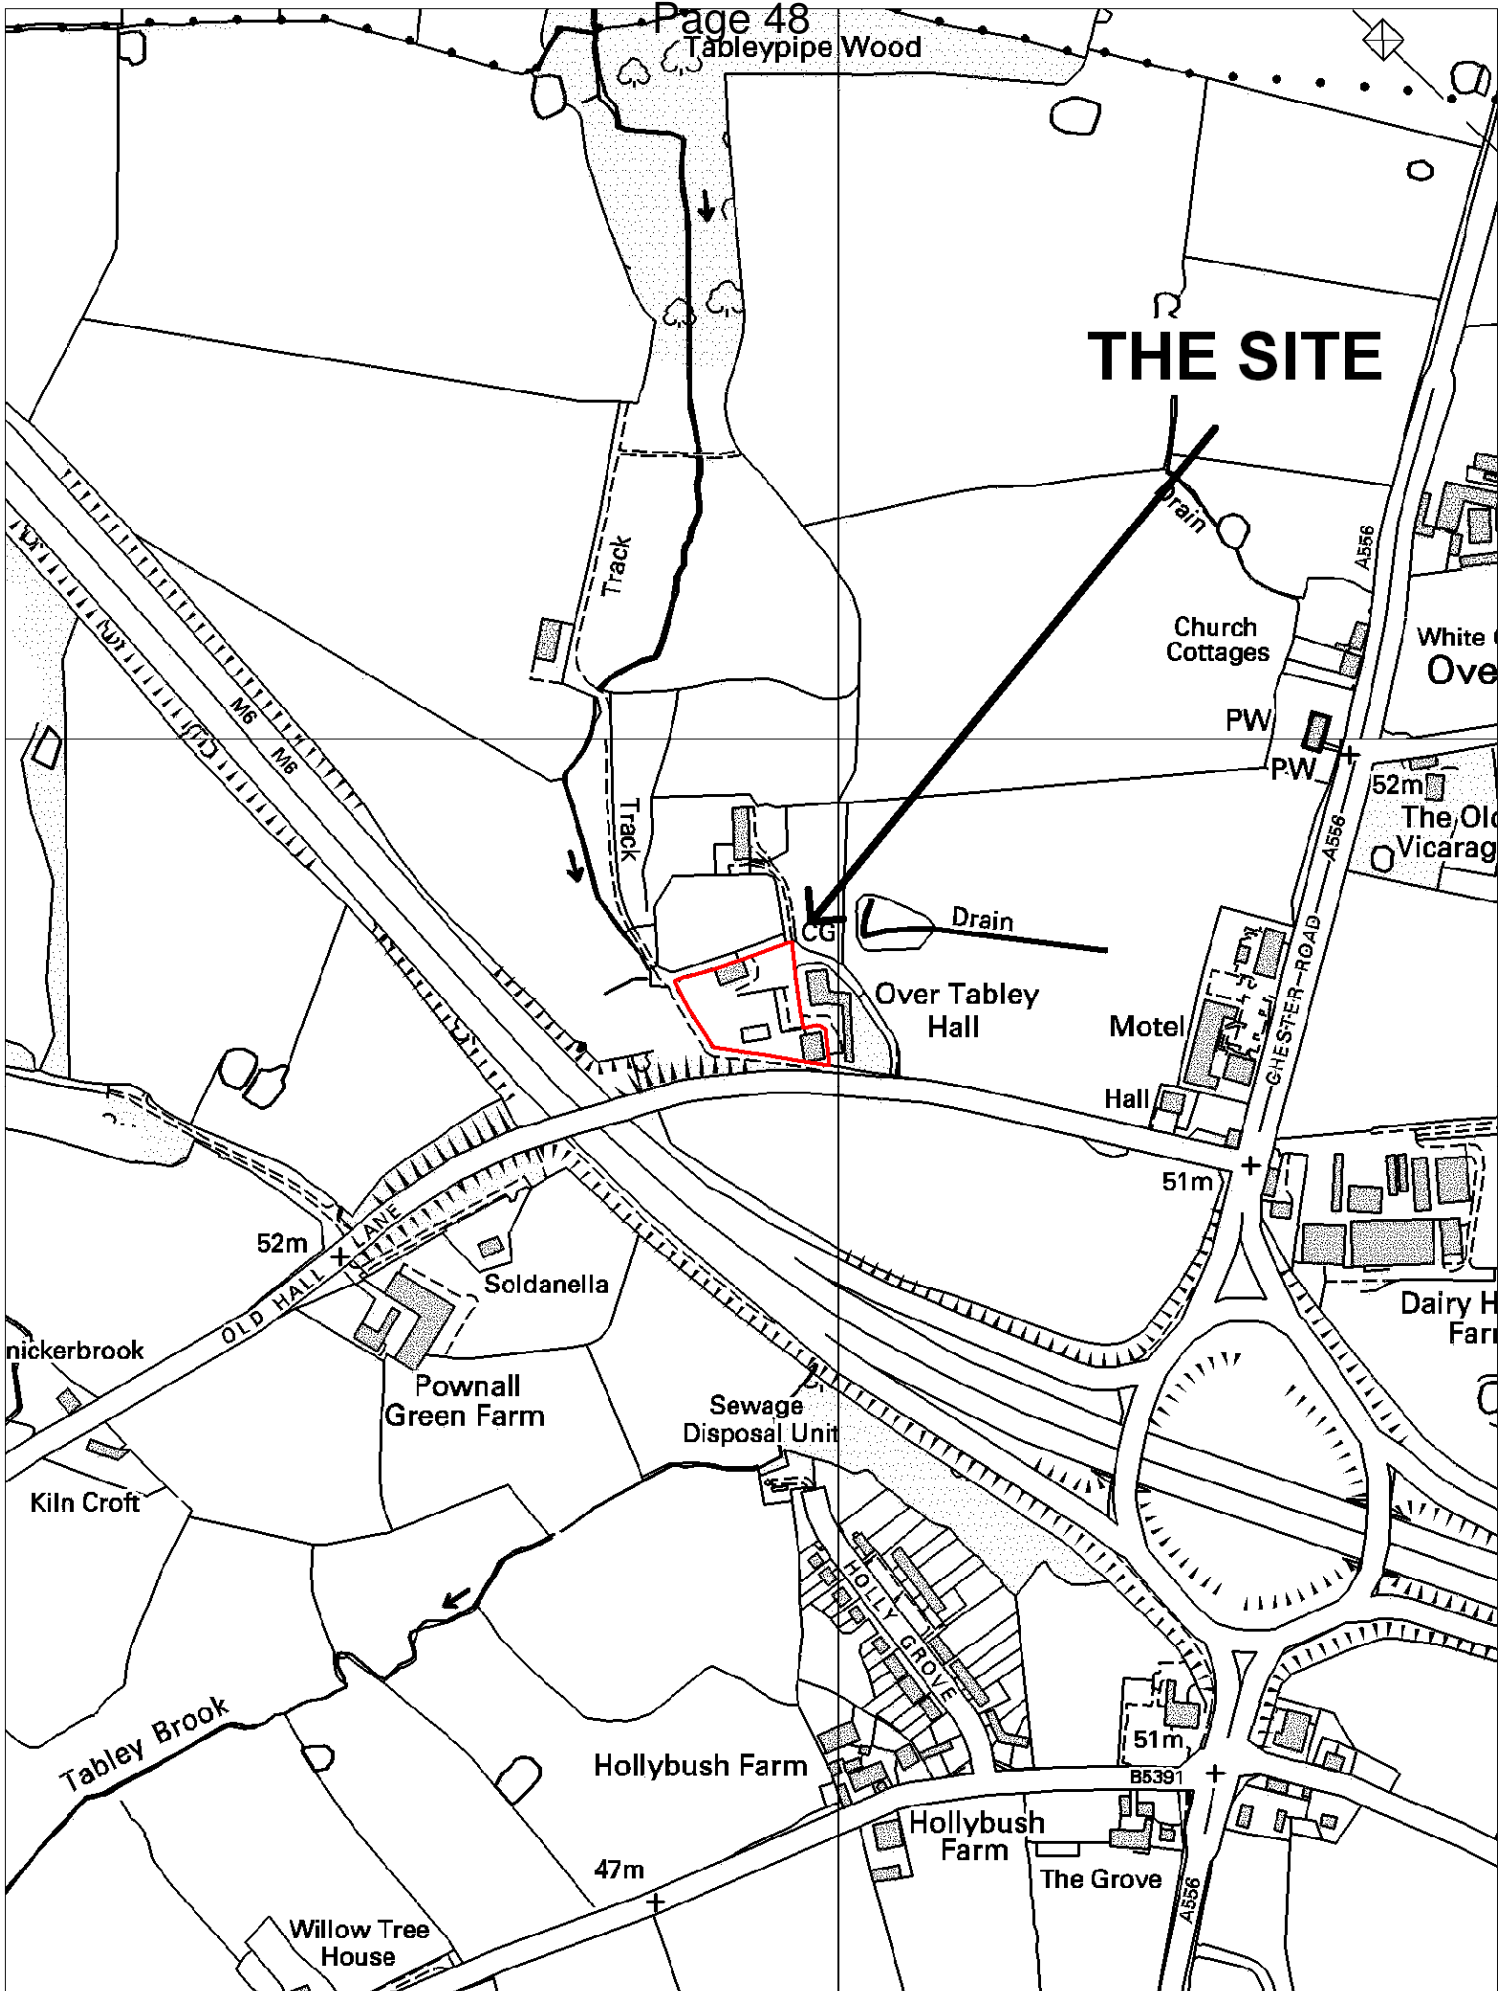 Page 48
Tableypipe Wood
THE SITE
Drain
A556
Track
Church
Cottages
White
Ove
PW
M6
M6
PW
52m
The Old
Vicarag
A556
Track
CG
Drain
Over Tabley
Hall
Motel
CHESTER ROAD
Hall
51m
52m
OLD HALL LANE
Soldanella
Dairy H
Far
nickerbrook
Pownall
Green Farm
Sewage
Disposal Unit
Kiln Croft
HOLLY GROVE
Tabley Brook
Hollybush Farm
51m
B5391
Hollybush
Farm
The Grove
47m
A556
Willow Tree
House